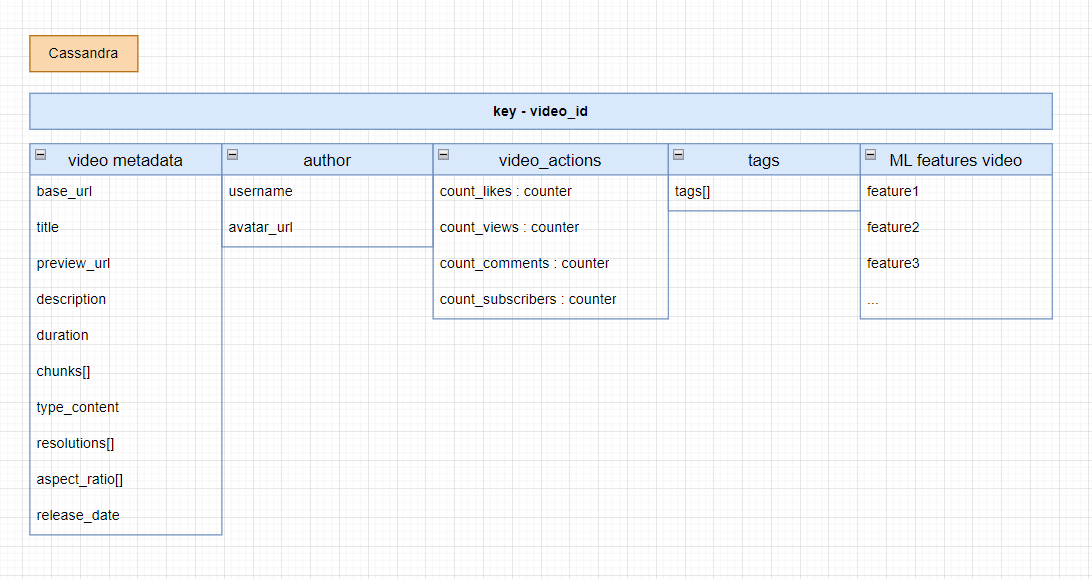 Cassandra
key - video_id
video metadata
base_url
title
preview_url
description
duration
chunks[]
type_content
resolutions[]
aspect_ratio[]
release_date
author
username
avatar_url
video_actions
count_likes : counter
count_views : counter
count_comments : counter
count_subscribers : counter
tags
tags[]
ML features video
feature1
feature2
feature3
...